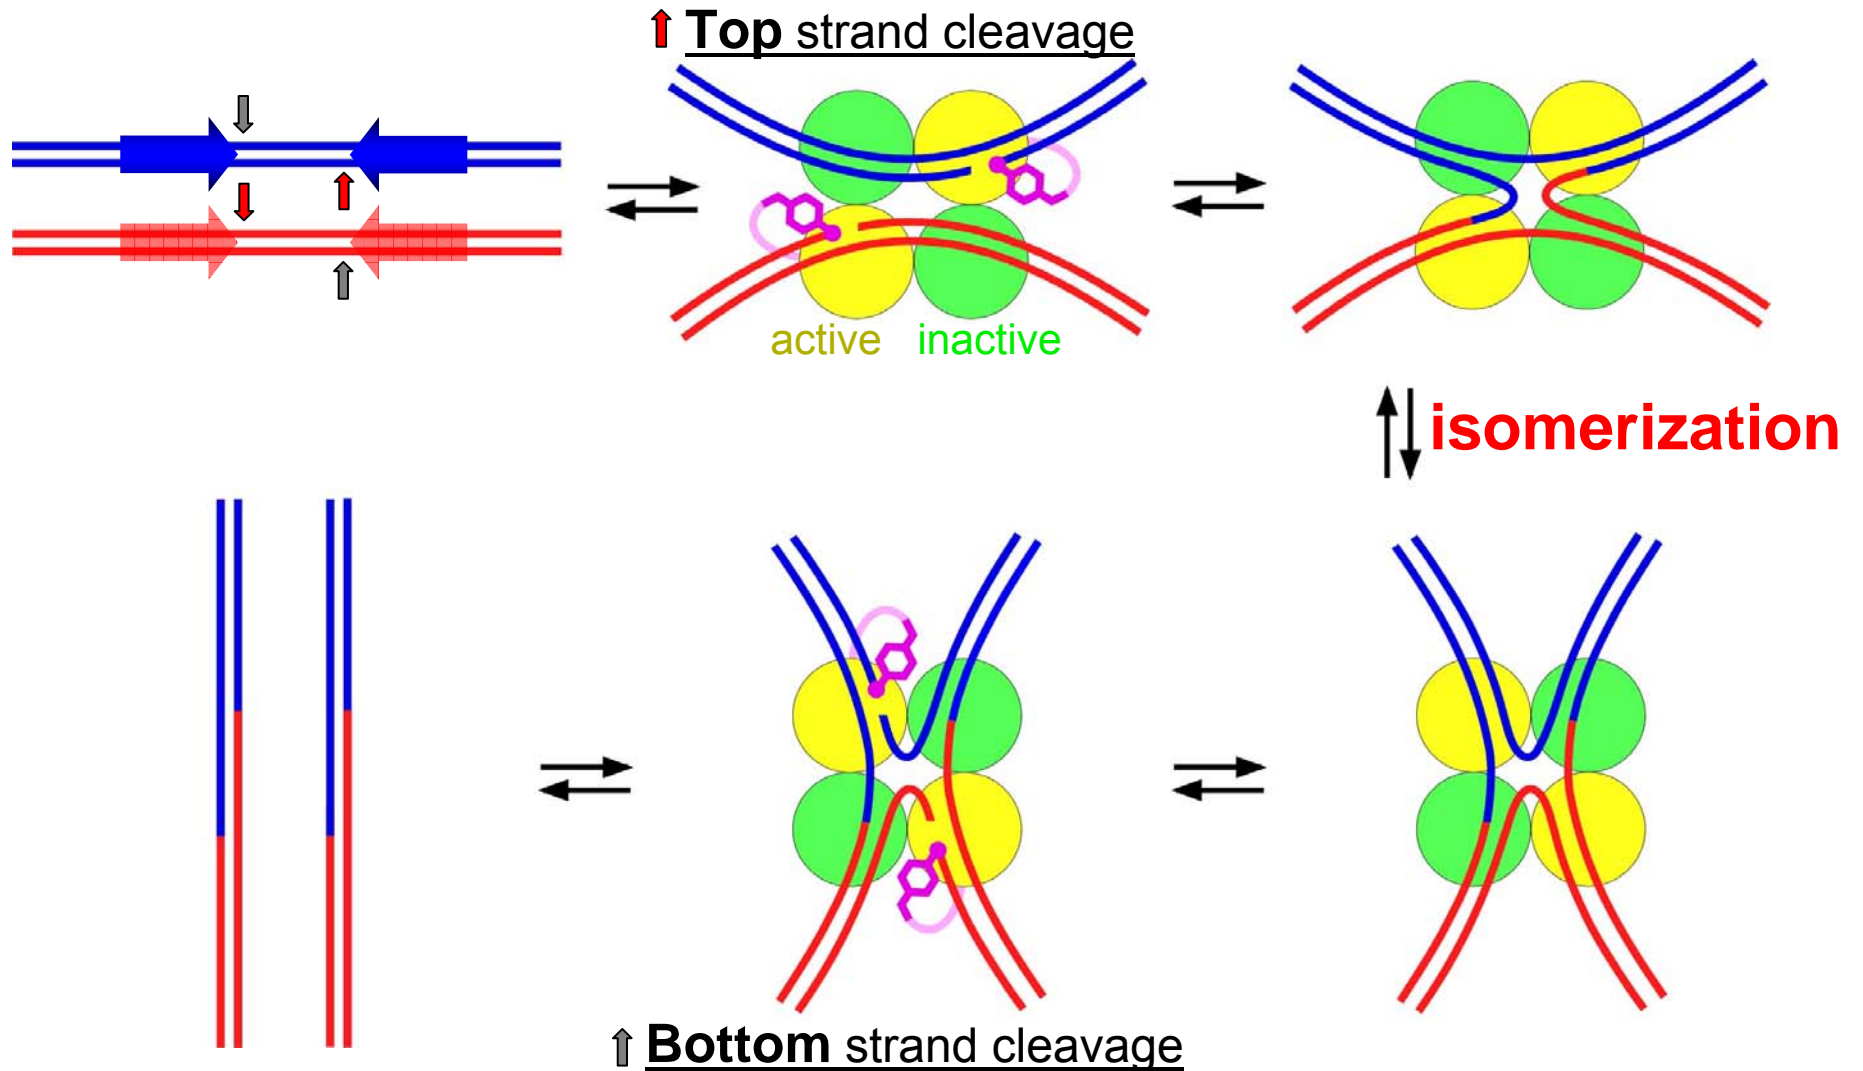 Top strand cleavage
active inactive
isomerization
Bottom strand cleavage